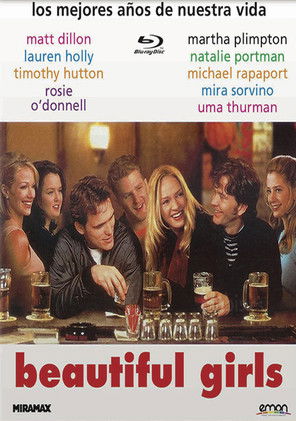 los mejores años de nuestra vida
matt dillon
lauren holly
timothy hutton
rosie
o'donnell
Blu-ray Disc
martha plimpton
natalie portman
michael rapaport
mira sorvino
uma thurman
beautiful girls
MIRAMAX
emon